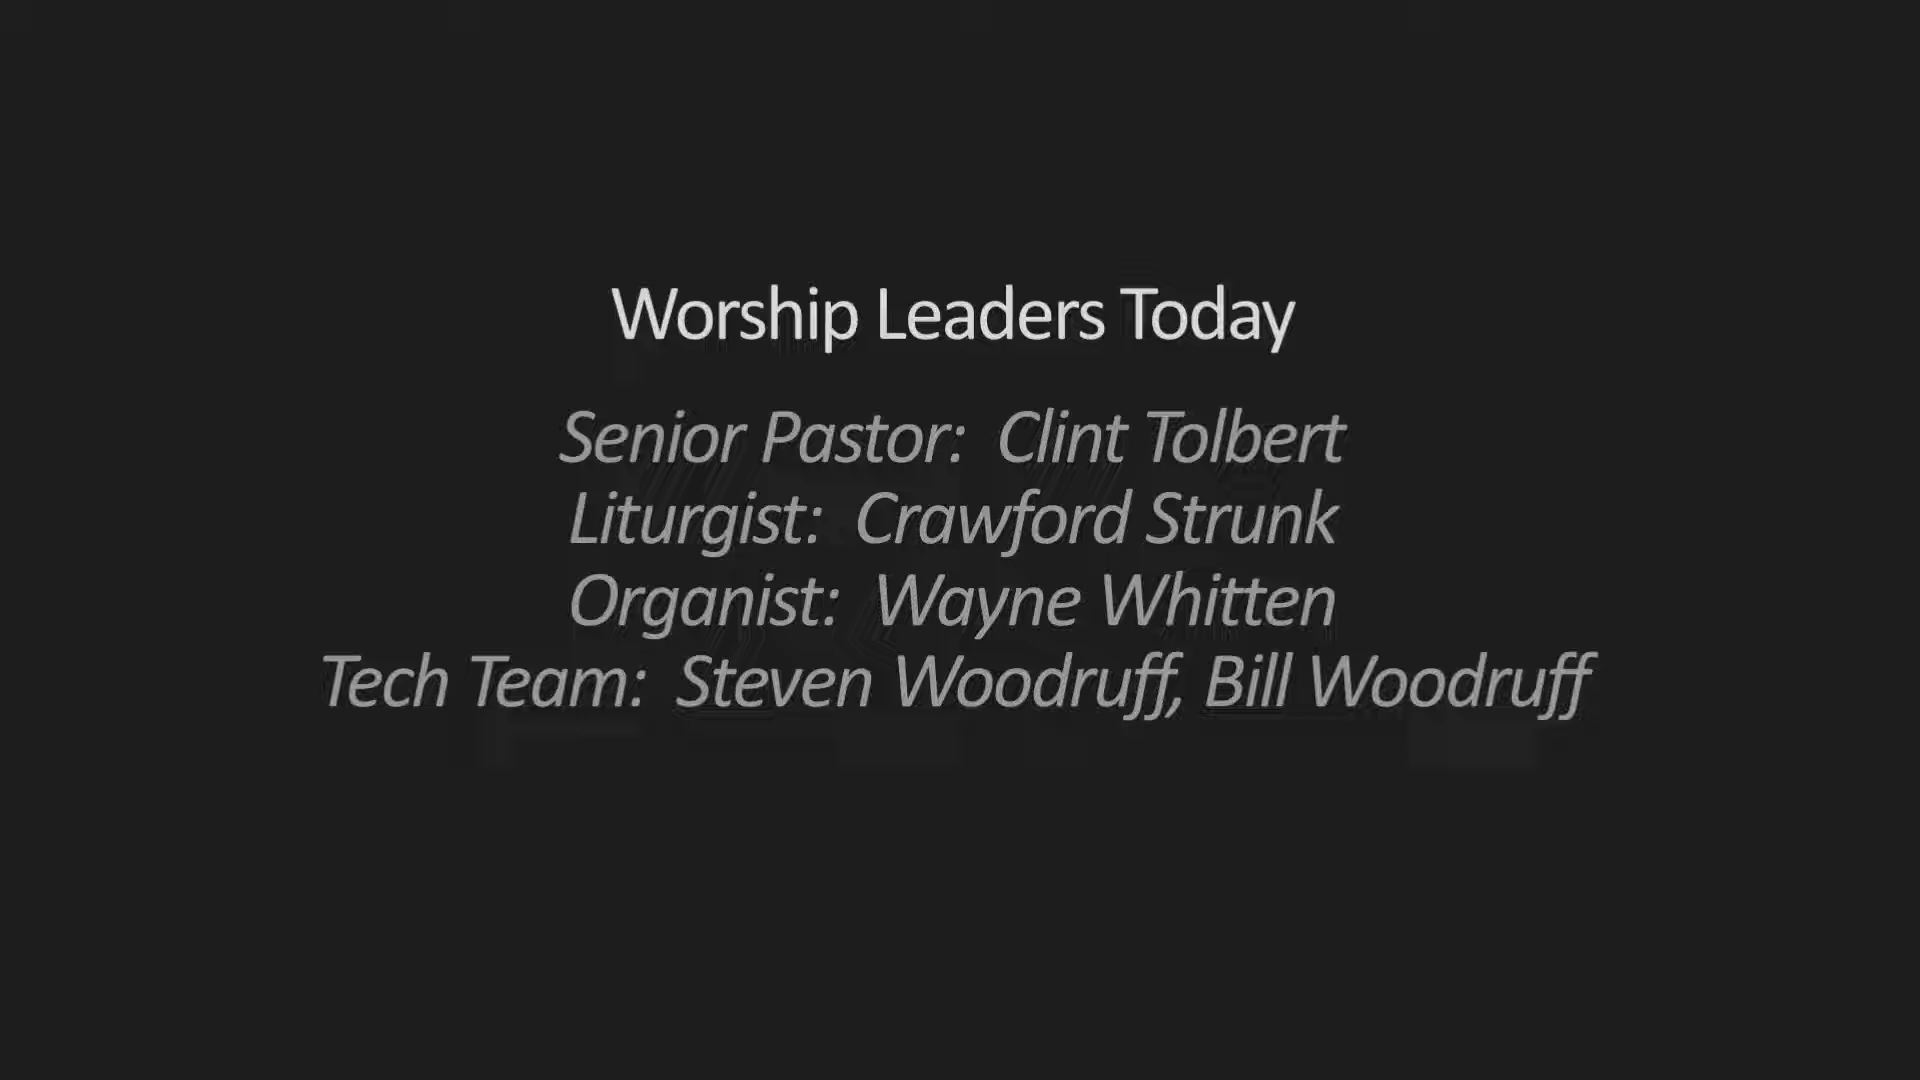 Worship Leaders Today
Senior Pastor:  Clint Tolbert
Liturgist:  Crawford Strunk
Organist:  Wayne Whitten
Tech Team:  Steven Woodruff, Bill Woodruff